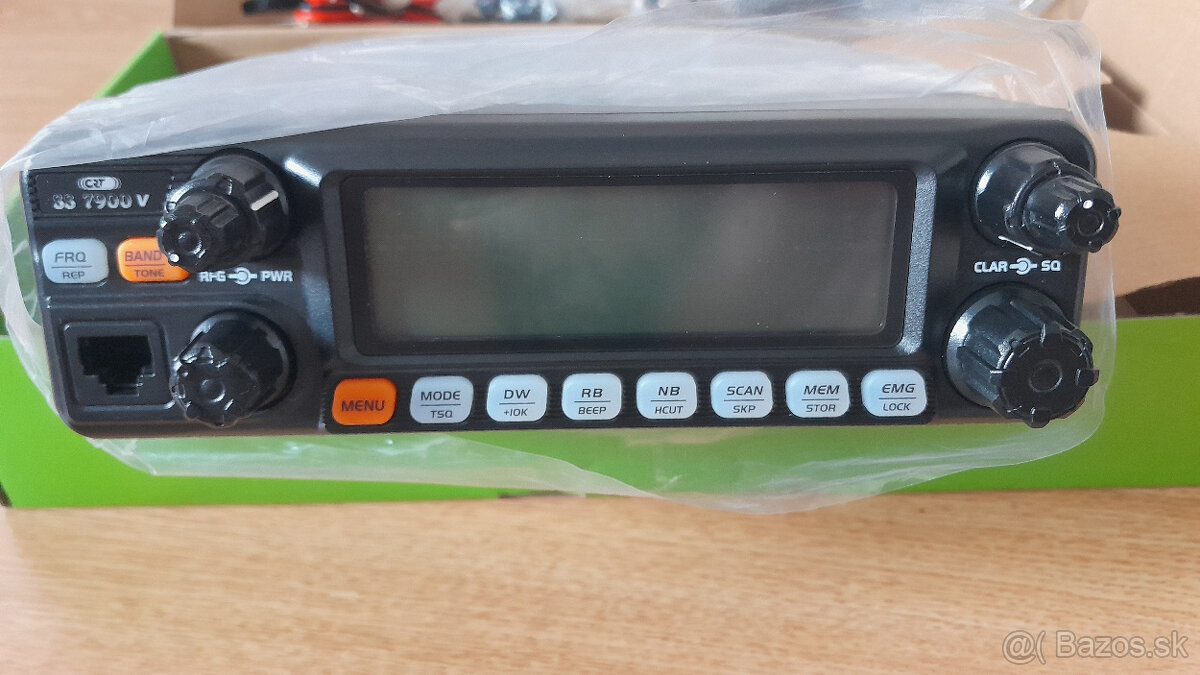 CRT
SS 7900 V
FRQ
REP
BAND
TONE
RFG PWR
CLAR SQ
MENU
MODE
TSQ
DW
+10K
RB
BEEP
NB
HCUT
SCAN
SKP
MEM
STOR
EMG
LOCK
@( Bazos.sk